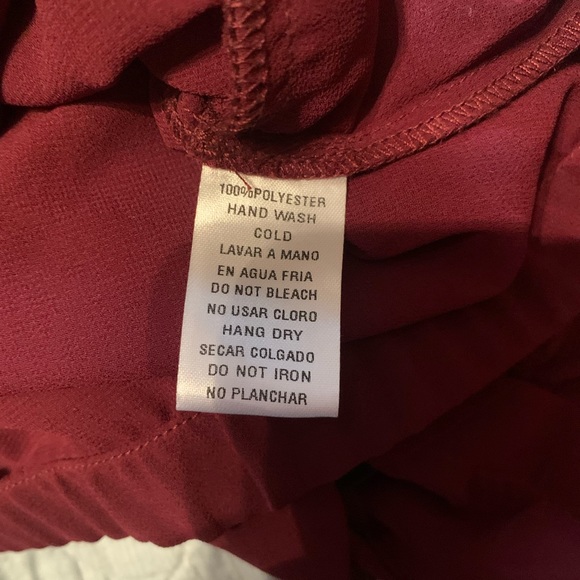 100%POLYESTER
HAND WASH
COLD
LAVAR A MANO
EN AGUA FRIA
DO NOT BLEACH
NO USAR CLORO
HANG DRY
SECAR COLGADO
DO NOT IRON
NO PLANCHAR